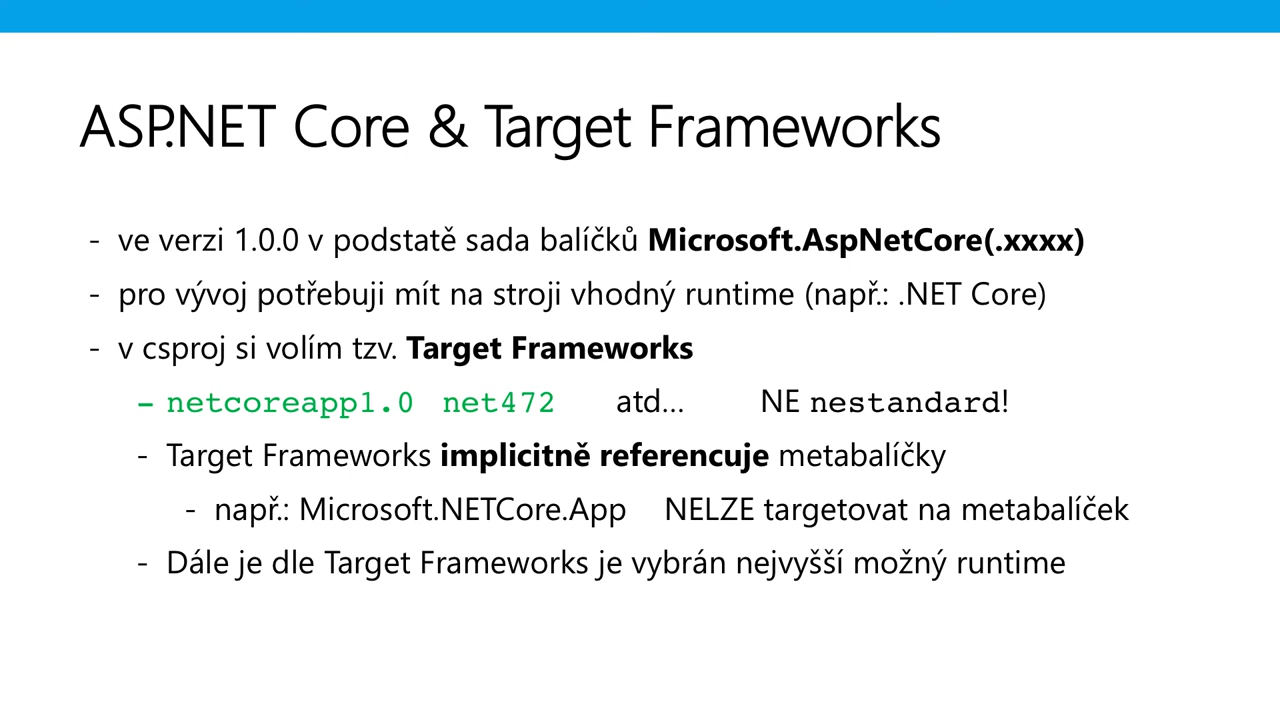 ASP.NET Core & Target Frameworks
- ve verzi 1.0.0 v podstatě sada balíčků Microsoft.AspNetCore(.xxxx)
- pro vývoj potřebuji mít na stroji vhodný runtime (např.: .NET Core)
- v csproj si volím tzv. Target Frameworks
- netcoreapp1.0 net472 atd... NE nestandard!
- Target Frameworks implicitně referencuje metabalíčky
- např.: Microsoft.NETCore.App NELZE targetovat na metabalíček
- Dále je dle Target Frameworks je vybrán nejvyšší možný runtime